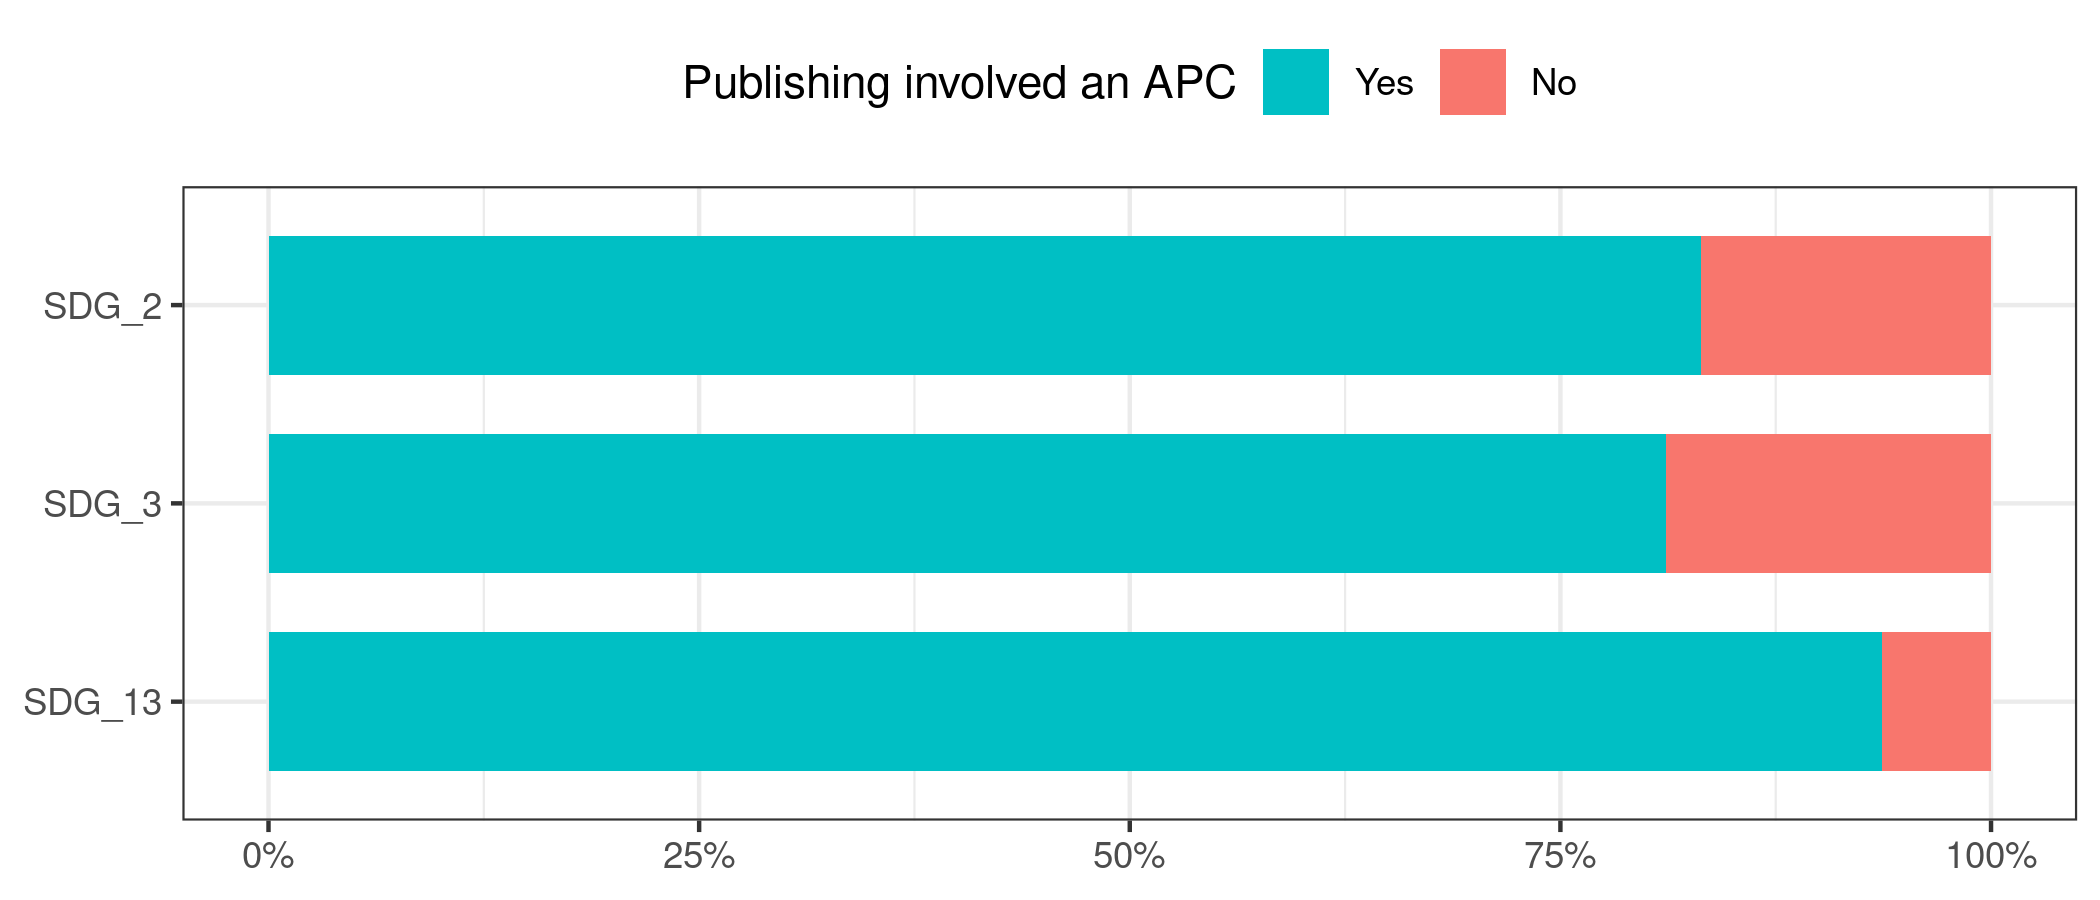 Publishing involved an APC Yes No
SDG_2
SDG_3
SDG_13
0% 25% 50% 75% 100%